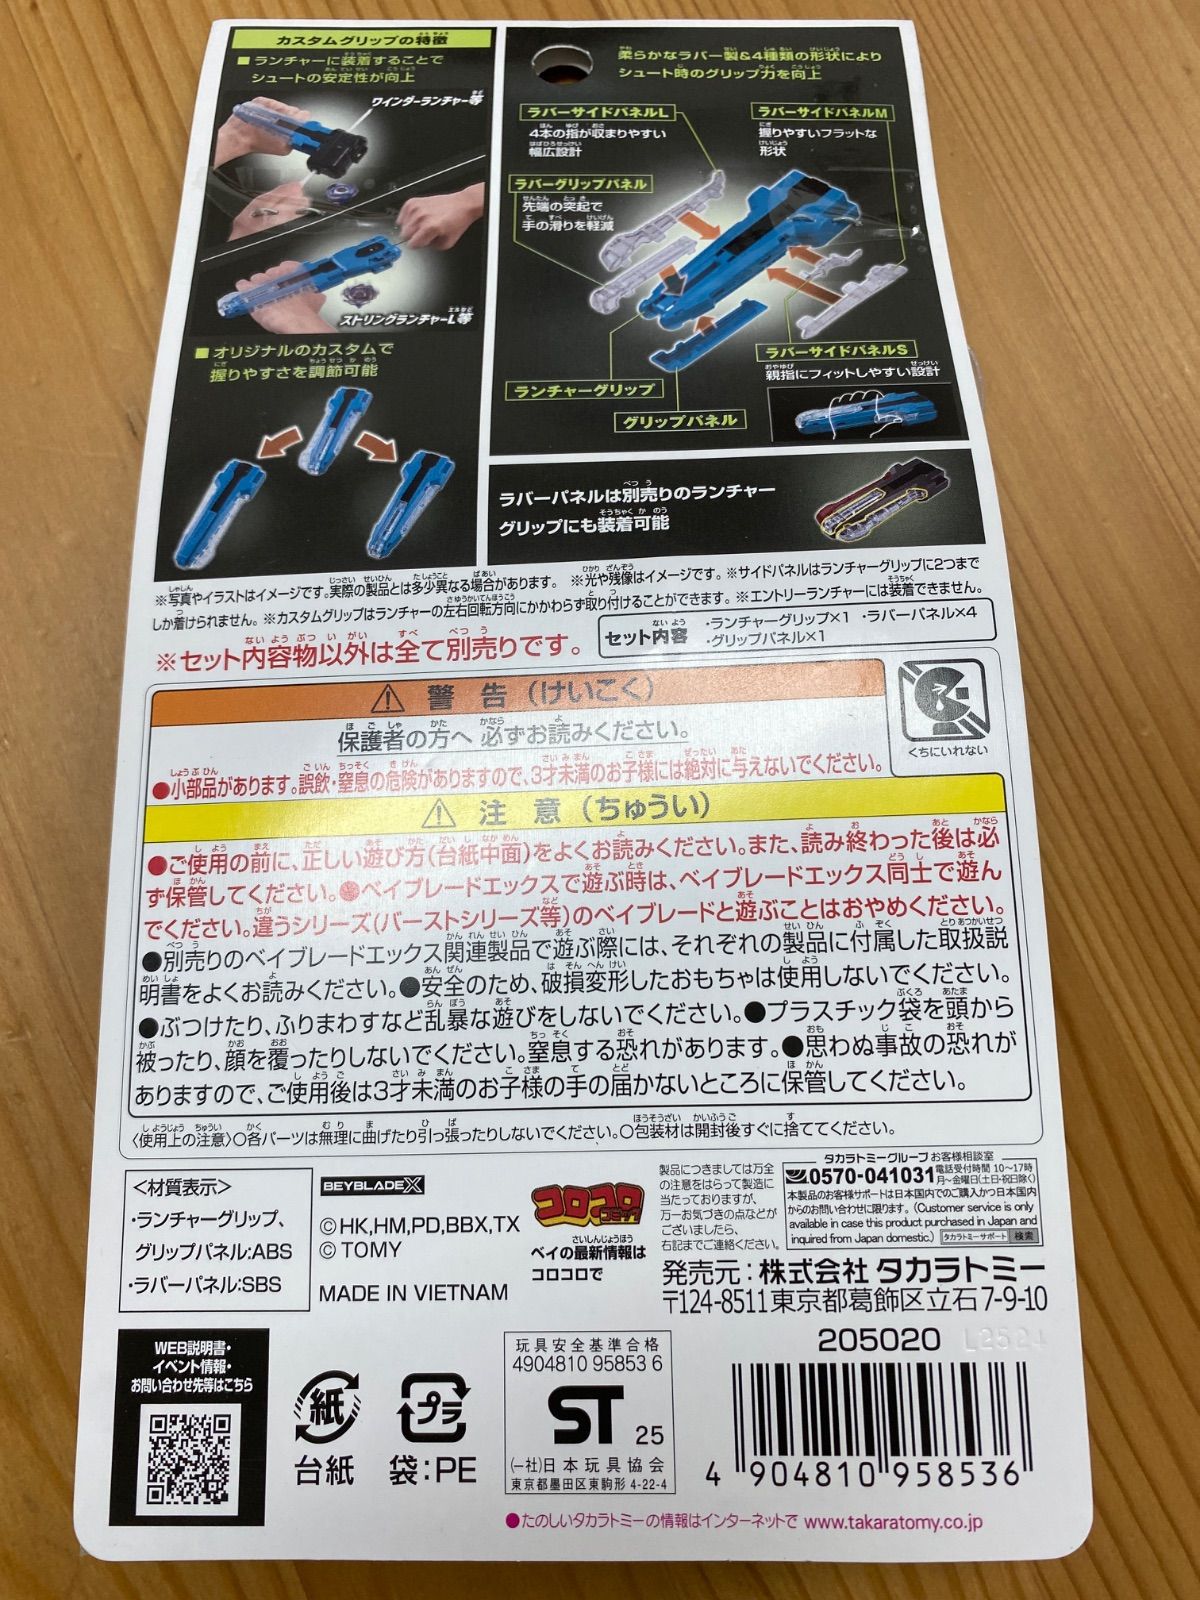 カスタムグリップの特徴
■ランチャーに装着することで
シュートの安定性が向上
ワインダーランチャー等
ストリングランチャーL等
■オリジナルのカスタムで
握りやすさを調節可能
柔らかなラバー製&4種類の形状により
シュート時のグリップ力を向上
ラバーサイドパネルL
4本の指が収まりやすい
幅広設計
ラバーサイドパネルM
握りやすいフラットな
形状
ラバーグリップパネル
先端の突起で
手の滑りを軽減
ラバーサイドパネルS
親指にフィットしやすい設計
ランチャーグリップ
グリップパネル
ラバーパネルは別売りのランチャー
グリップにも装着可能
※写真やイラストはイメージです。実際の製品とは多少異なる場合があります。 ※光や残像はイメージです。※サイドパネルはランチャーグリップに2つまで
しか着けられません。※カスタムグリップはランチャーの左右回転方向にかかわらず取り付けることができます。※エントリーランチャーには装着できません。
※セット内容物以外は全て別売りです。
セット内容
・ランチャーグリップ×1 ・ラバーパネル×4
・グリップパネル×1
⚠ 警告(けいこく)
保護者の方へ 必ずお読みください。
●小部品があります。誤飲・窒息の危険がありますので、3才未満のお子様には絶対に与えないでください。
くちにいれない
⚠ 注意(ちゅうい)
●ご使用の前に、正しい遊び方(台紙中面)をよくお読みください。また、読み終わった後は必
ず保管してください。●ベイブレードエックスで遊ぶ時は、ベイブレードエックス同士で遊ん
でください。違うシリーズ(バーストシリーズ等)のベイブレードと遊ぶことはおやめください。
●別売りのベイブレードエックス関連製品で遊ぶ際には、それぞれの製品に付属した取扱説
明書をよくお読みください。●安全のため、破損変形したおもちゃは使用しないでください。
●ぶつけたり、ふりまわすなど乱暴な遊びをしないでください。●プラスチック袋を頭から
被ったり、顔を覆ったりしないでください。窒息する恐れがあります。●思わぬ事故の恐れが
ありますので、ご使用後は3才未満のお子様の手の届かないところに保管してください。
〈使用上の注意〉○各パーツは無理に曲げたり引っ張ったりしないでください。○包装材は開封後すぐに捨ててください。
<材質表示>
・ランチャーグリップ、
グリップパネル:ABS
・ラバーパネル:SBS
BEYBLADE X
©HK,HM,PD,BBX,TX
© TOMY
MADE IN VIETNAM
コロコロ
コミック
ベイの最新情報は
コロコロで
製品につきましては万全
の注意をはらって製造に
当たっておりますが、
万一お気づきの点などが
ございましたら、
右記までご連絡ください。
タカラトミーグループ お客様相談室
0570-041031 電話受付時間 10〜17時
月〜金曜日(土日・祝日除く)
本製品のお客様サポートは日本国内でのご購入かつ日本国内
からのお問い合わせに限ります。(Customer service is only
available in case this product purchased in Japan and
inquired from Japan domestic.) タカラトミーサポート 検索
発売元:株式会社 タカラトミー
〒124-8511 東京都葛飾区立石7-9-10
WEB説明書・
イベント情報・
お問い合わせ先等はこちら
紙
台紙
プラ
袋:PE
玩具安全基準合格
4904810 95853 6
ST 25
(一社)日本玩具協会
東京都墨田区東駒形 4-22-4
205020
4 904810 958536
●たのしいタカラトミーの情報はインターネットで www.takaratomy.co.jp